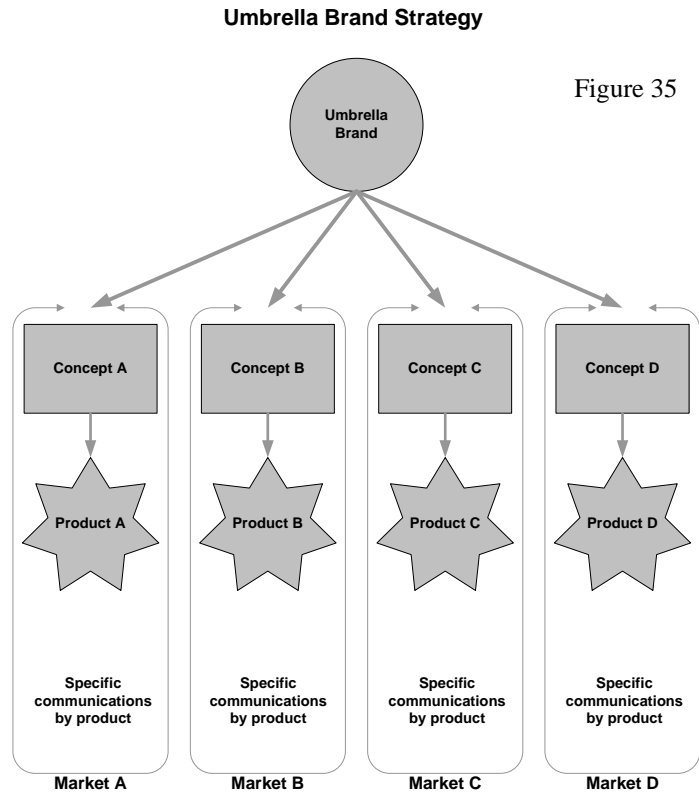 Umbrella Brand Strategy
Figure 35
Umbrella
Brand
Concept A
Concept B
Concept C
Concept D
Product A
Product B
Product C
Product D
Specific
communications
by product
Specific
communications
by product
Specific
communications
by product
Specific
communications
by product
Market A
Market B
Market C
Market D